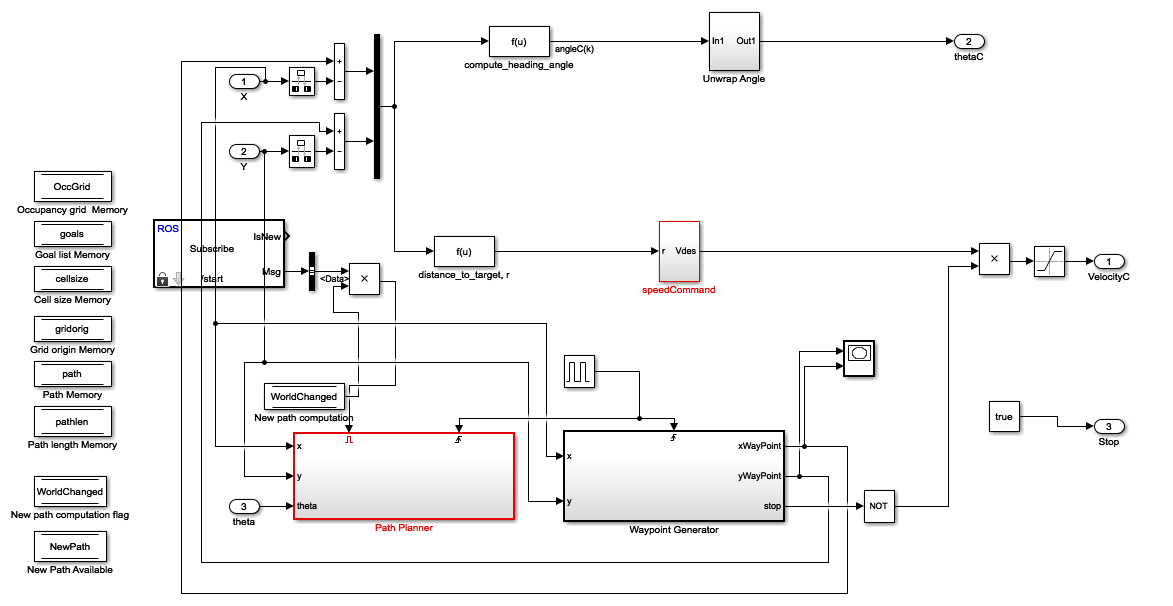 f(u)
angleC(k)
compute_heading_angle
In1 Out1
Unwrap Angle
2
thetaC
1
X
+
−
2
Y
+
−
OccGrid
Occupancy grid Memory
goals
Goal list Memory
cellsize
Cell size Memory
gridorig
Grid origin Memory
path
Path Memory
pathlen
Path length Memory
WorldChanged
New path computation flag
NewPath
New Path Available
ROS
IsNew
Subscribe
Msg
/start
<Data>
×
f(u)
distance_to_target, r
r Vdes
speedCommand
×
1
VelocityC
WorldChanged
New path computation
x
y
theta
Path Planner
3
theta
x
y
xWayPoint
yWayPoint
stop
Waypoint Generator
NOT
true
3
Stop